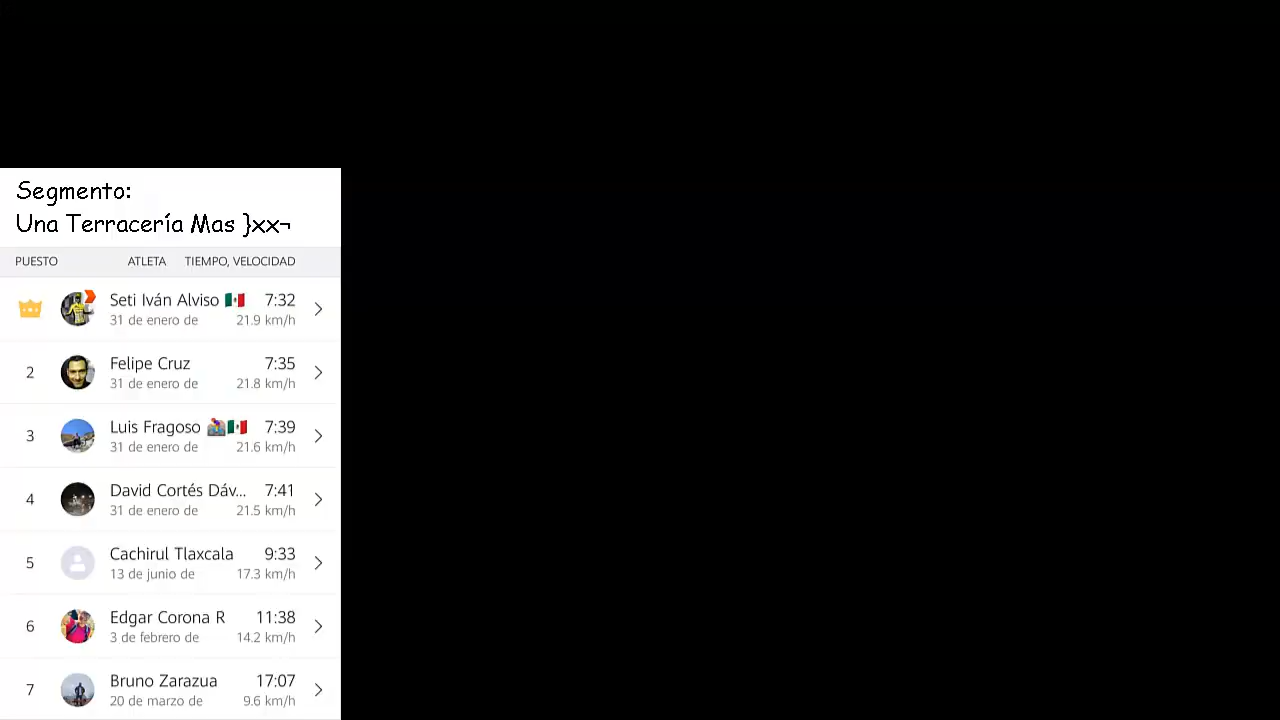 Segmento:
Una Terracería Mas }xx¬
PUESTO ATLETA TIEMPO, VELOCIDAD
Seti Iván Alviso 🇲🇽 7:32
31 de enero de 21.9 km/h
2 Felipe Cruz 7:35
31 de enero de 21.8 km/h
3 Luis Fragoso 🚵🇲🇽 7:39
31 de enero de 21.6 km/h
4 David Cortés Dáv... 7:41
31 de enero de 21.5 km/h
5 Cachirul Tlaxcala 9:33
13 de junio de 17.3 km/h
6 Edgar Corona R 11:38
3 de febrero de 14.2 km/h
7 Bruno Zarazua 17:07
20 de marzo de 9.6 km/h